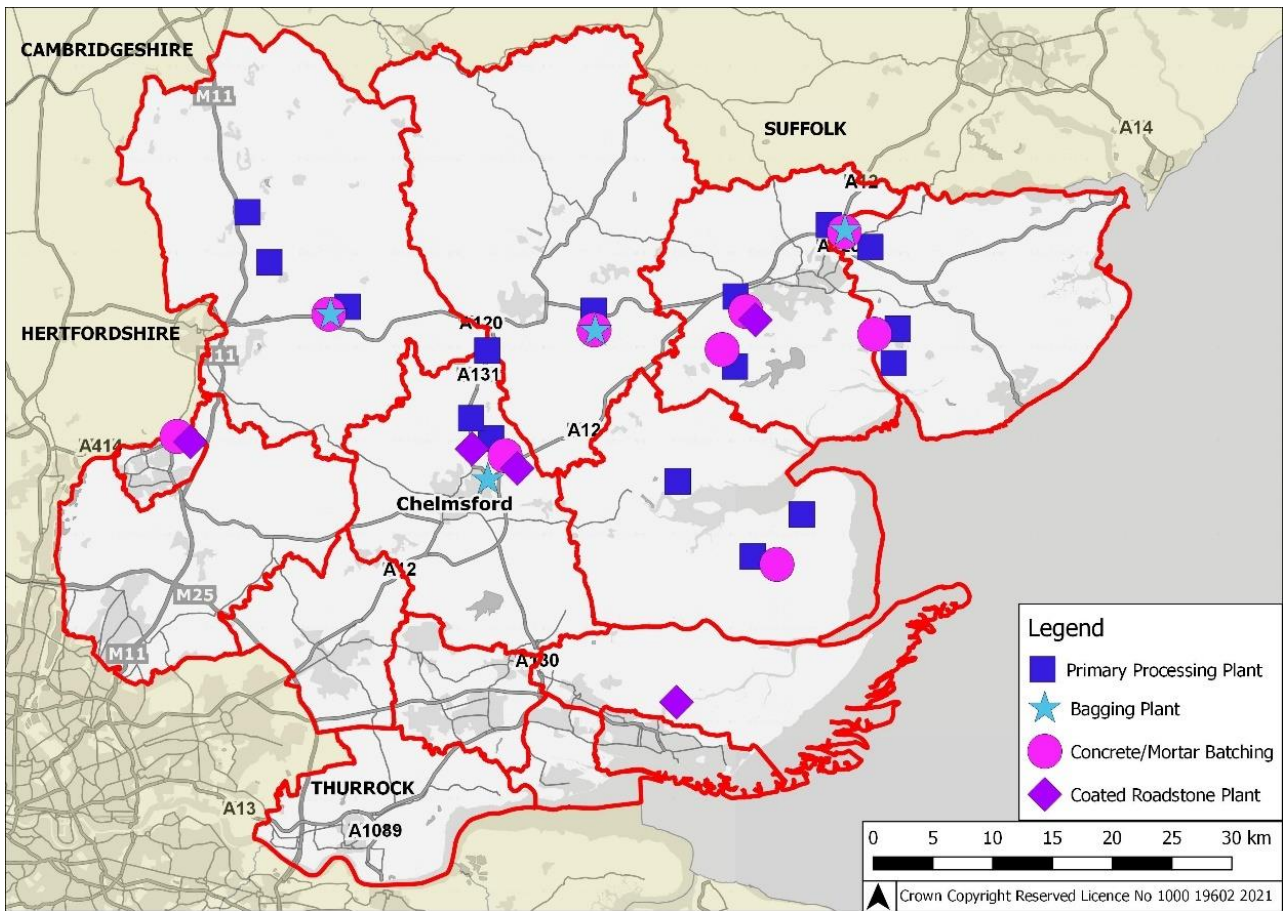 CAMBRIDGESHIRE
M11
SUFFOLK
A14
A12
HERTFORDSHIRE
A120
M11
A131
A12
A414
Chelmsford
A12
M25
M11
A130
THURROCK
A13
A1089
Legend
Primary Processing Plant
Bagging Plant
Concrete/Mortar Batching
Coated Roadstone Plant
0 5 10 15 20 25 30 km
Crown Copyright Reserved Licence No 1000 19602 2021